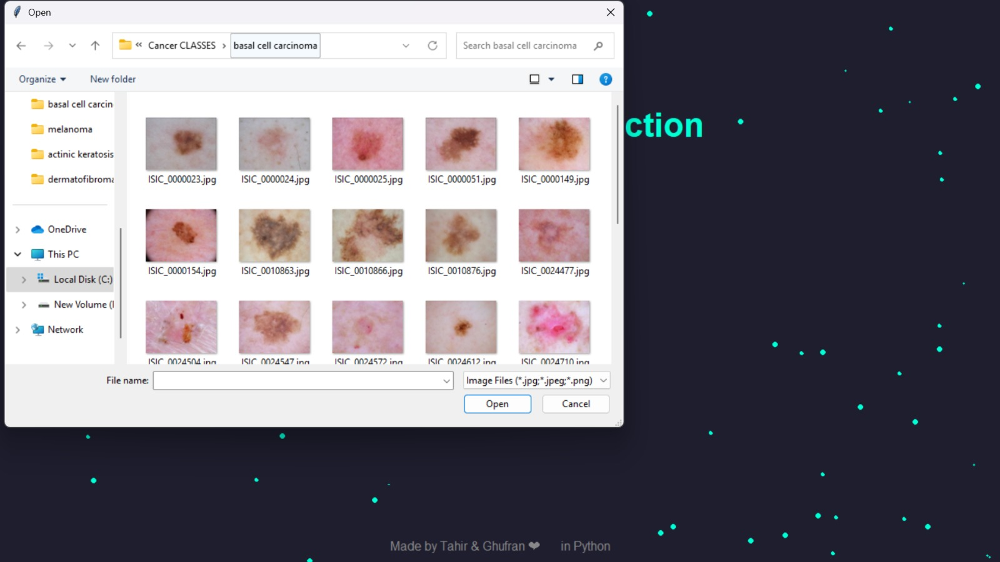 Open
« Cancer CLASSES > basal cell carcinoma
Search basal cell carcinoma
Organize
New folder
basal cell carcin
melanoma
actinic keratosis
dermatofibroma
OneDrive
This PC
Local Disk (C:)
New Volume (
Network
ISIC_0000023.jpg ISIC_0000024.jpg ISIC_0000025.jpg ISIC_0000051.jpg ISIC_0000149.jpg
ISIC_0000154.jpg ISIC_0010863.jpg ISIC_0010866.jpg ISIC_0010876.jpg ISIC_0024477.jpg
ISIC_0024504.jpg ISIC_0024547.jpg ISIC_0024572.jpg ISIC_0024612.jpg ISIC_0024710.jpg
File name:
Image Files (*.jpg;*.jpeg;*.png)
Open
Cancel
ction
Made by Tahir & Ghufran ❤ in Python